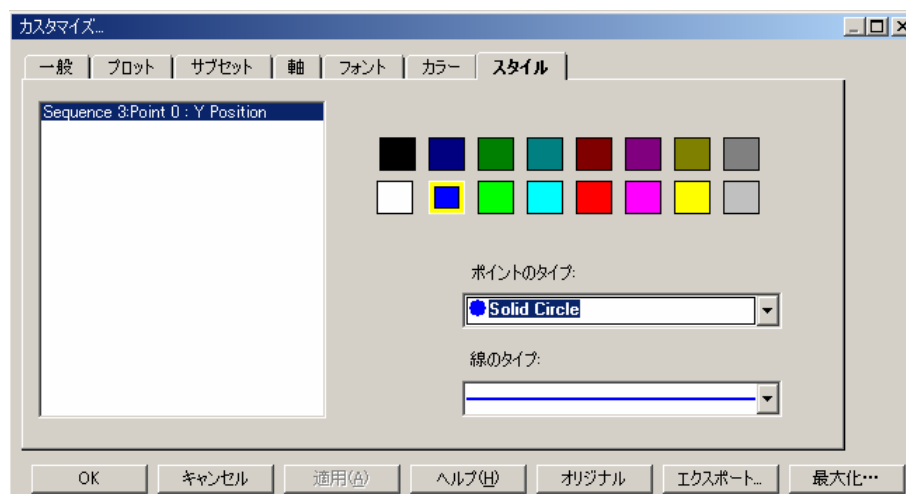 カスタマイズ...
一般 プロット サブセット 軸 フォント カラー スタイル
Sequence 3:Point 0 : Y Position
ポイントのタイプ:
Solid Circle
線のタイプ:
OK キャンセル 適用(A) ヘルプ(H) オリジナル エクスポート... 最大化…